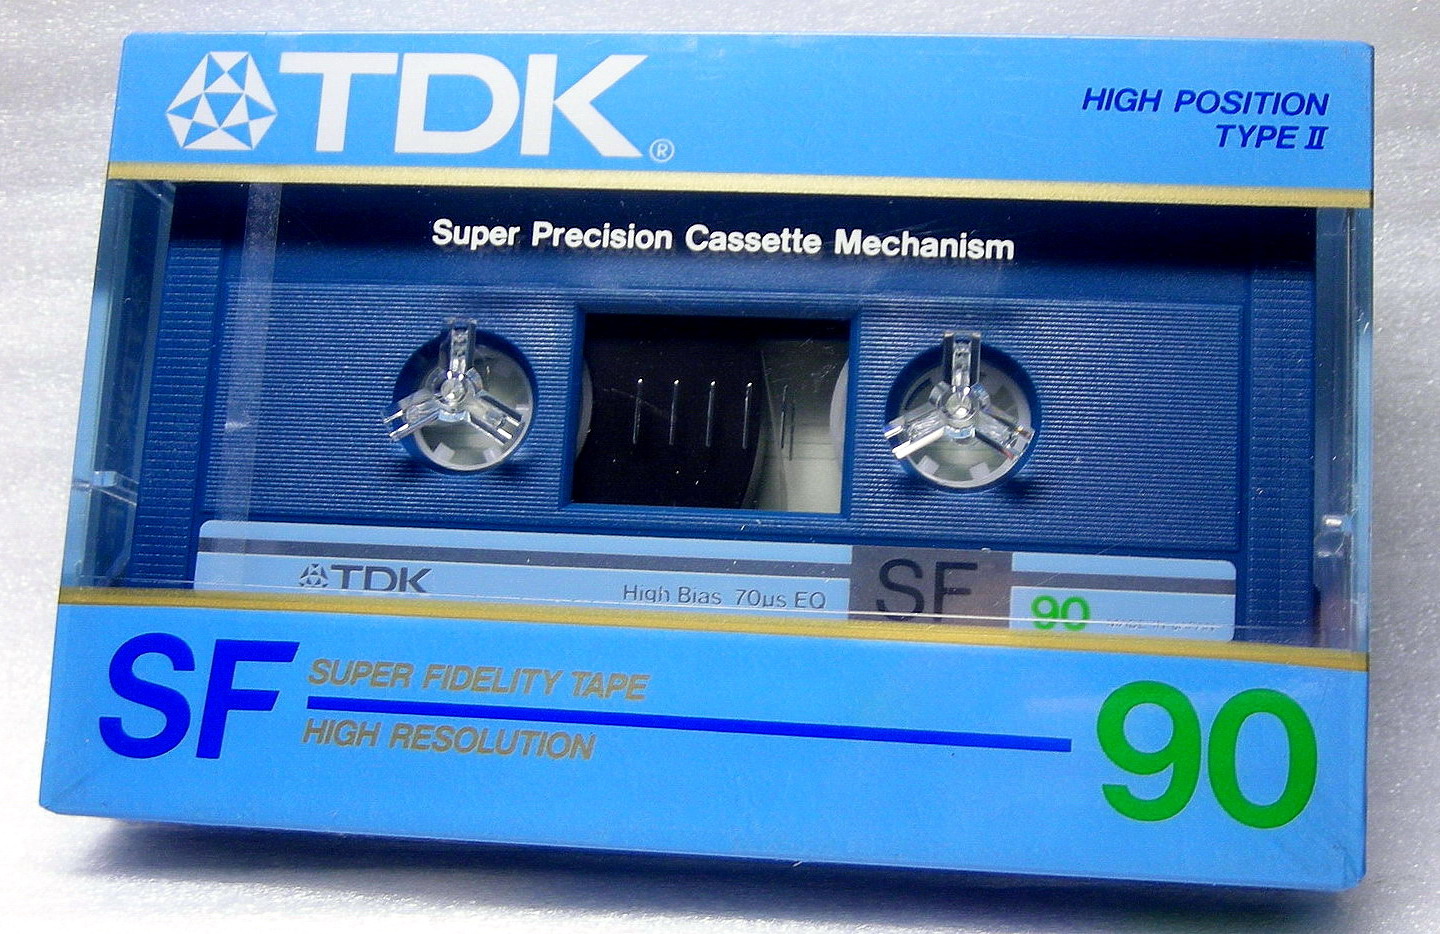 TDK®
HIGH POSITION
TYPE II
Super Precision Cassette Mechanism
TDK
High Bias 70µs EQ
SF
90
SF
SUPER FIDELITY TAPE
HIGH RESOLUTION
90